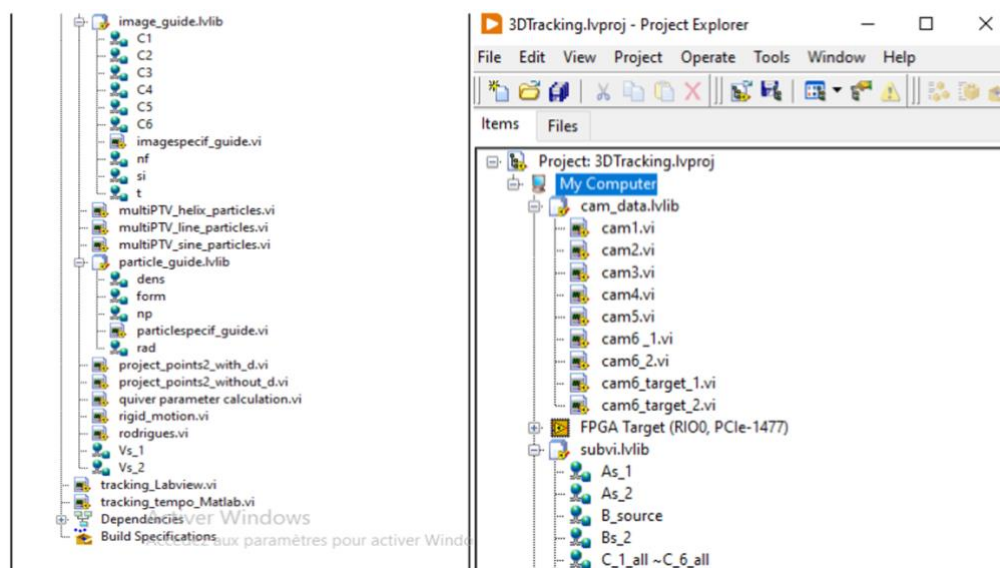 image_guide.lvlib
C1
C2
C3
C4
C5
C6
imagespecif_guide.vi
nf
si
t
multiPTV_helix_particles.vi
multiPTV_line_particles.vi
multiPTV_sine_particles.vi
particle_guide.lvlib
dens
form
np
particlespecif_guide.vi
rad
project_points2_with_d.vi
project_points2_without_d.vi
quiver parameter calculation.vi
rigid_motion.vi
rodrigues.vi
Vs_1
Vs_2
tracking_Labview.vi
tracking_tempo_Matlab.vi
Dependencies
Build Specifications
Activer Windows
Accédez aux paramètres pour activer Windo
3DTracking.lvproj - Project Explorer
File Edit View Project Operate Tools Window Help
Items Files
Project: 3DTracking.lvproj
My Computer
cam_data.lvlib
cam1.vi
cam2.vi
cam3.vi
cam4.vi
cam5.vi
cam6 _1.vi
cam6_2.vi
cam6_target_1.vi
cam6_target_2.vi
FPGA Target (RIO0, PCIe-1477)
subvi.lvlib
As_1
As_2
B_source
Bs_2
C_1_all ~C_6_all